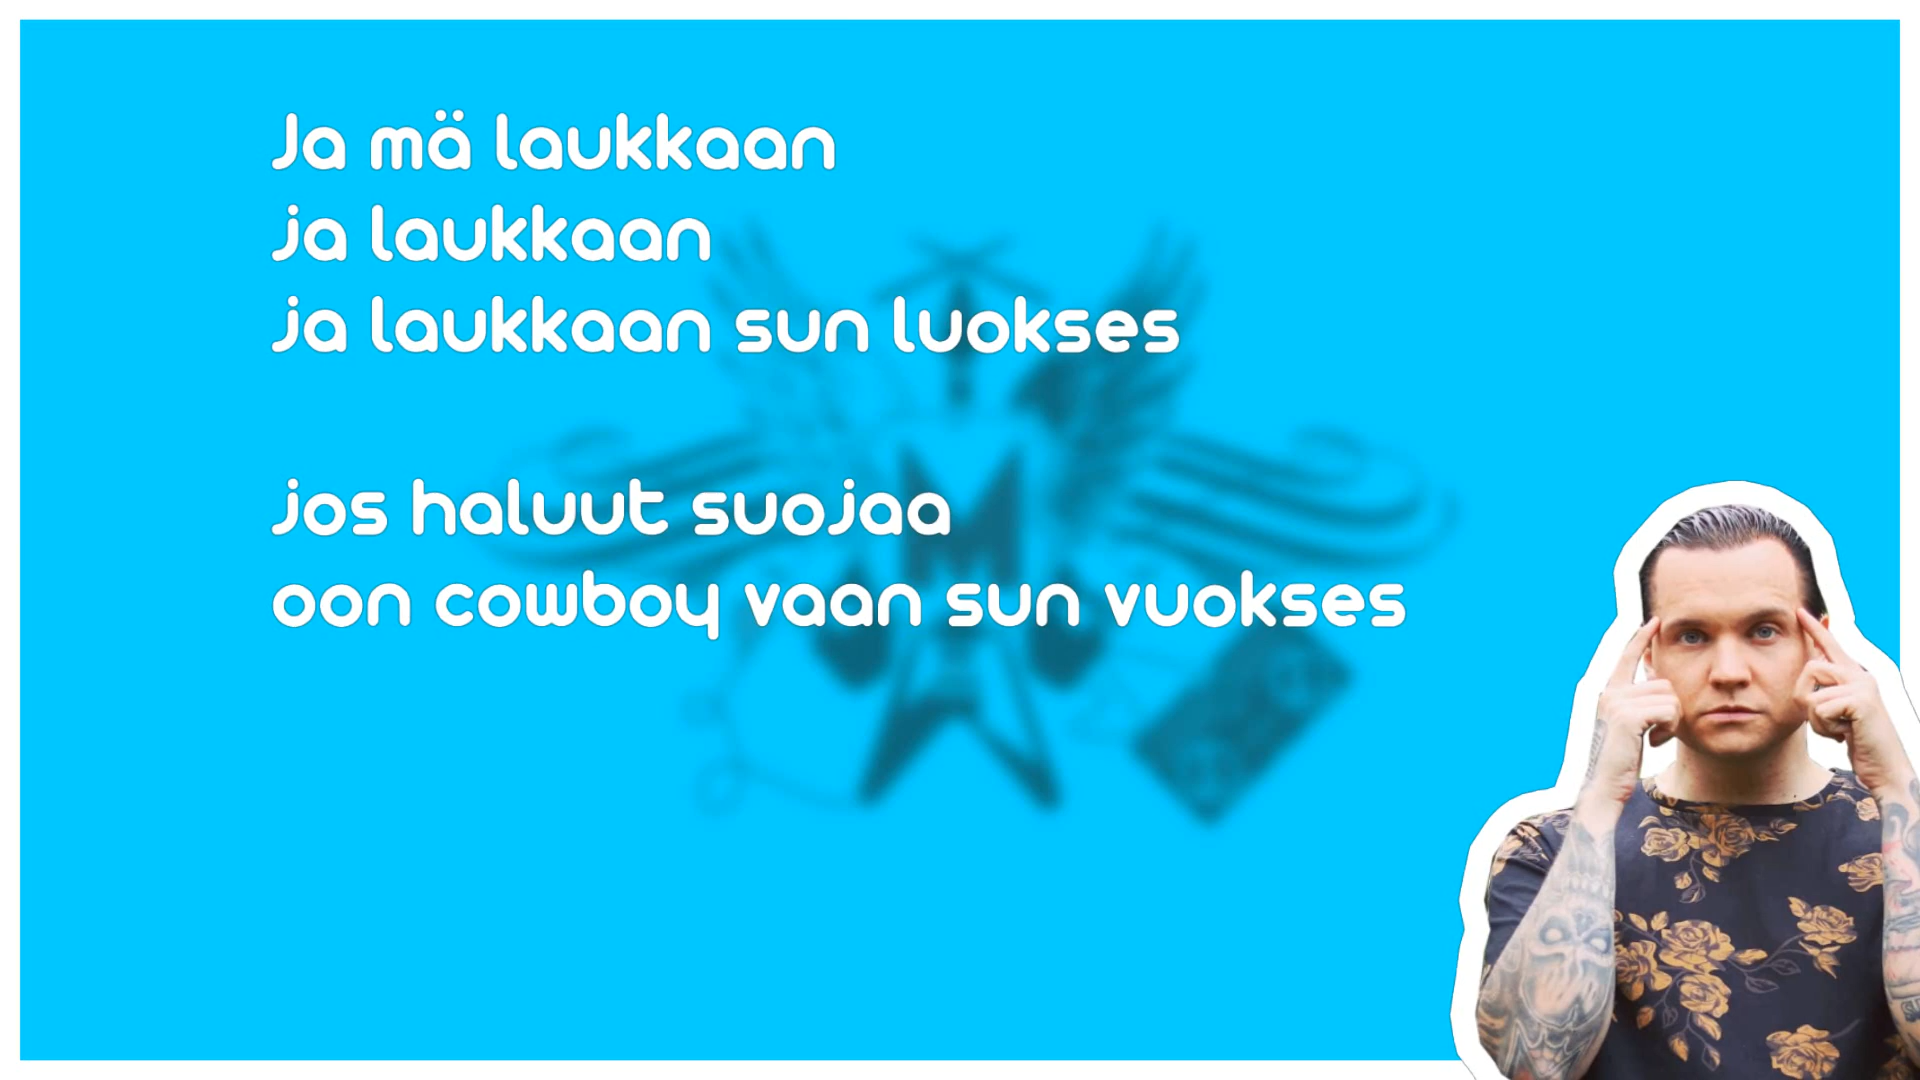 Ja mä laukkaan
ja laukkaan
ja laukkaan sun luokses
jos haluut suojaa
oon cowboy vaan sun vuokses
M